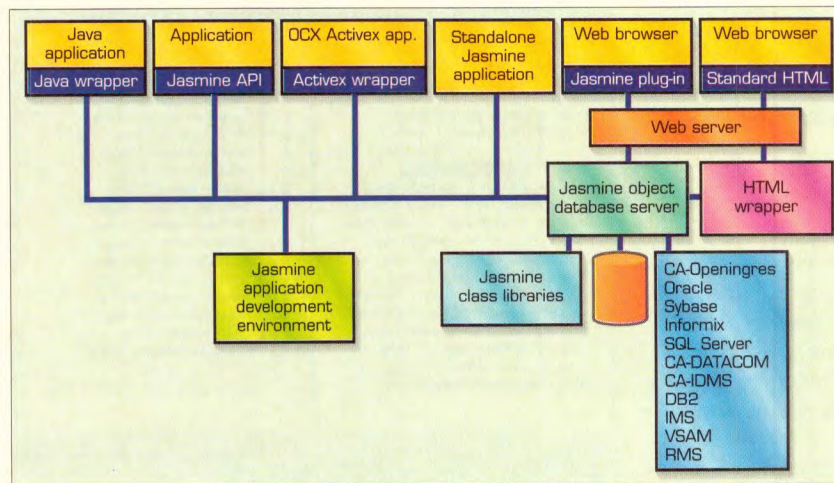 Java
application
Java wrapper
Application
Jasmine API
OCX Activex app.
Activex wrapper
Standalone
Jasmine
application
Web browser
Jasmine plug-in
Web browser
Standard HTML
Web server
Jasmine object
database server
HTML
wrapper
Jasmine
application
development
environment
Jasmine
class libraries
CA-Openingres
Oracle
Sybase
Informix
SQL Server
CA-DATACOM
CA-IDMS
DB2
IMS
VSAM
RMS